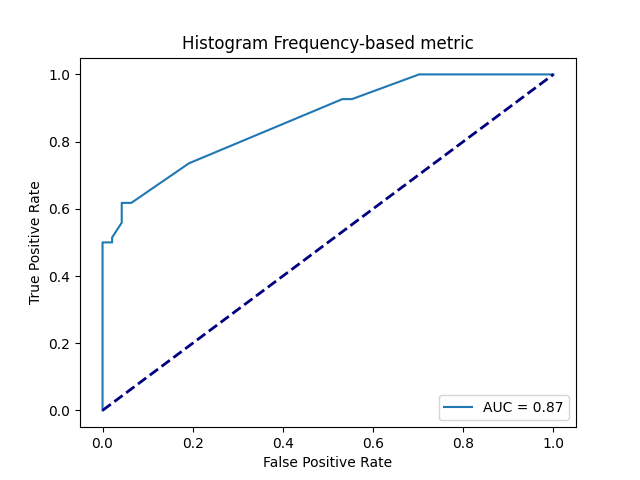 Histogram Frequency-based metric
1.0
0.8
0.6
0.4
0.2
0.0
True Positive Rate
AUC = 0.87
0.0 0.2 0.4 0.6 0.8 1.0
False Positive Rate